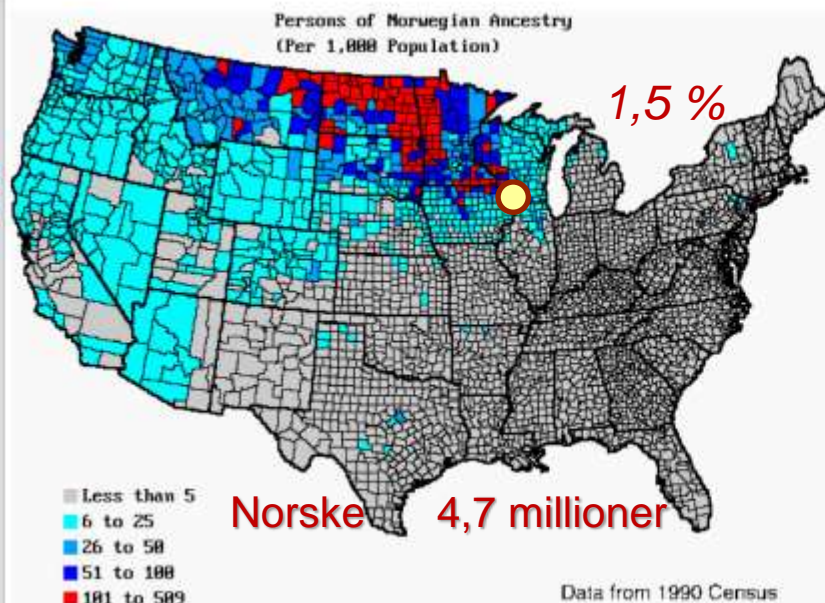 Persons of Norwegian Ancestry
(Per 1,000 Population)
1,5 %
Less than 5
6 to 25
26 to 50
51 to 100
101 to 509
Norske 4,7 millioner
Data from 1990 Census